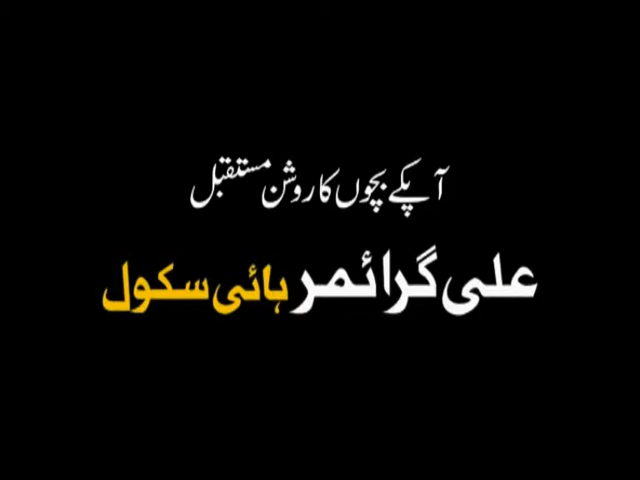 آپکے بچوں کا روشن مستقبل
علی گرائمر ہائی سکول